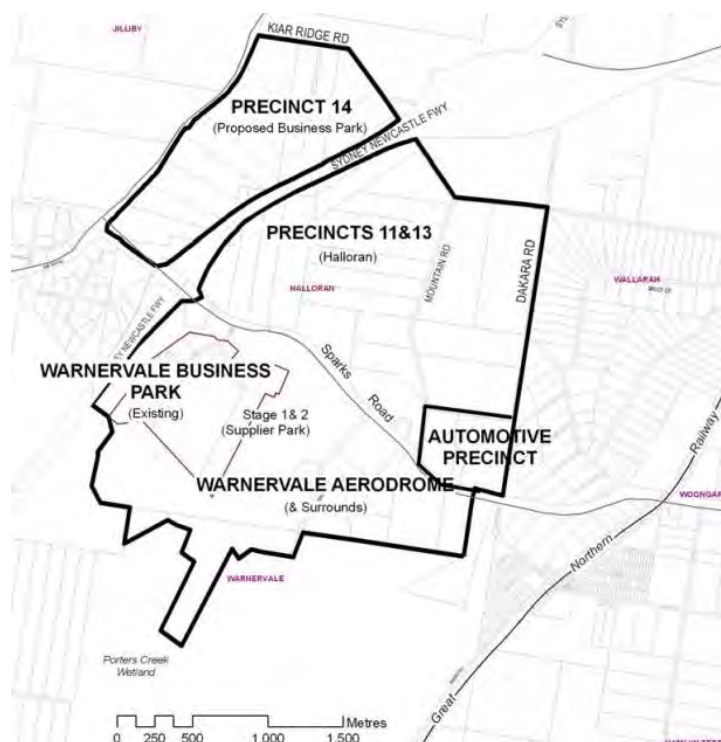 JILLIBY
KIAR RIDGE RD
PRECINCT 14
(Proposed Business Park)
SYDNEY NEWCASTLE FWY
PRECINCTS 11&13
(Halloran)
HALLORAN
MOUNTAIN RD
DAKARA RD
WALLARAH
NEY NEWCASTLE FWY
Sparks
Road
WARNERVALE BUSINESS
PARK
(Existing)
Stage 1& 2
(Supplier Park)
AUTOMOTIVE
PRECINCT
WARNERVALE AERODROME
(& Surrounds)
Railway
WOONGAR
Northern
WARNERVALE
Great
Porters Creek
Wetland
Metres
0 250 500 1,000 1,500